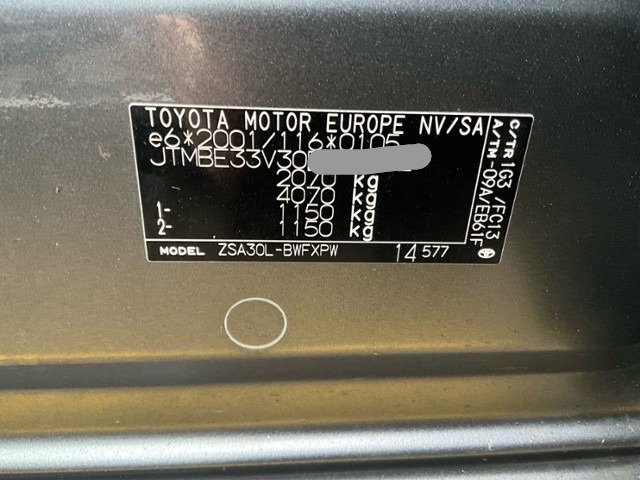 TOYOTA MOTOR EUROPE NV/SA
e6*2001/116*0105
JTMBE33V30
2070 kg
4070 kg
1- 1150 kg
2- 1150 kg
MODEL ZSA30L-BWFXPW 14 577
C/TR 1G3 /FC13
A/TM -09A/EB61F